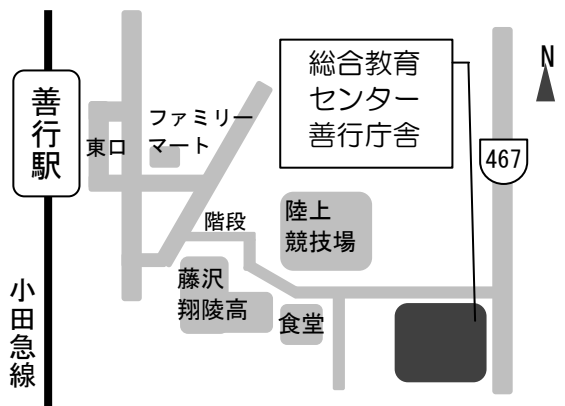 総合教育
センター
善行庁舎
N
467
善行駅
東口
ファミリー
マート
階段
陸上
競技場
藤沢
翔陵高
食堂
小田急線